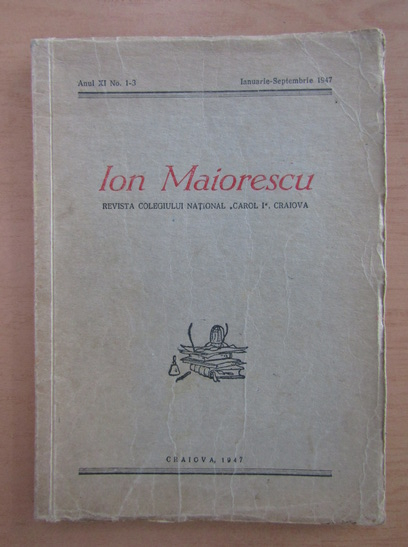 Anul XI No. 1-3 Ianuarie-Septembrie 1947
Ion Maiorescu
REVISTA COLEGIULUI NAȚIONAL „CAROL I“. CRAIOVA
CRAIOVA, 1947